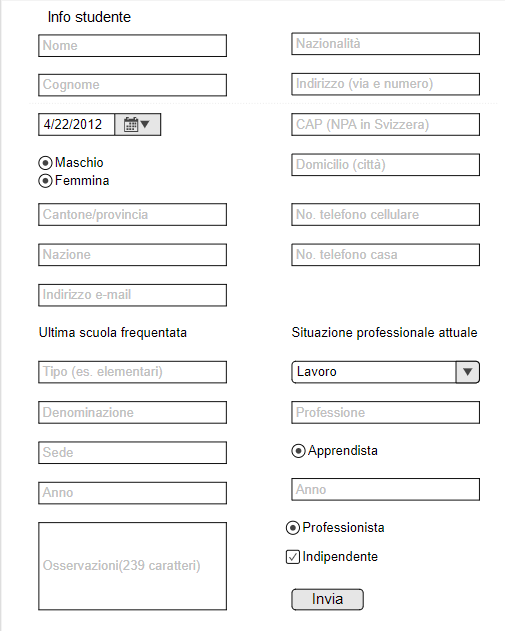 Info studente
Nome
Nazionalità
Cognome
Indirizzo (via e numero)
4/22/2012
CAP (NPA in Svizzera)
Maschio
Femmina
Domicilio (città)
Cantone/provincia
No. telefono cellulare
Nazione
No. telefono casa
Indirizzo e-mail
Ultima scuola frequentata
Situazione professionale attuale
Tipo (es. elementari)
Lavoro
Denominazione
Professione
Sede
Apprendista
Anno
Anno
Professionista
Osservazioni(239 caratteri)
Indipendente
Invia